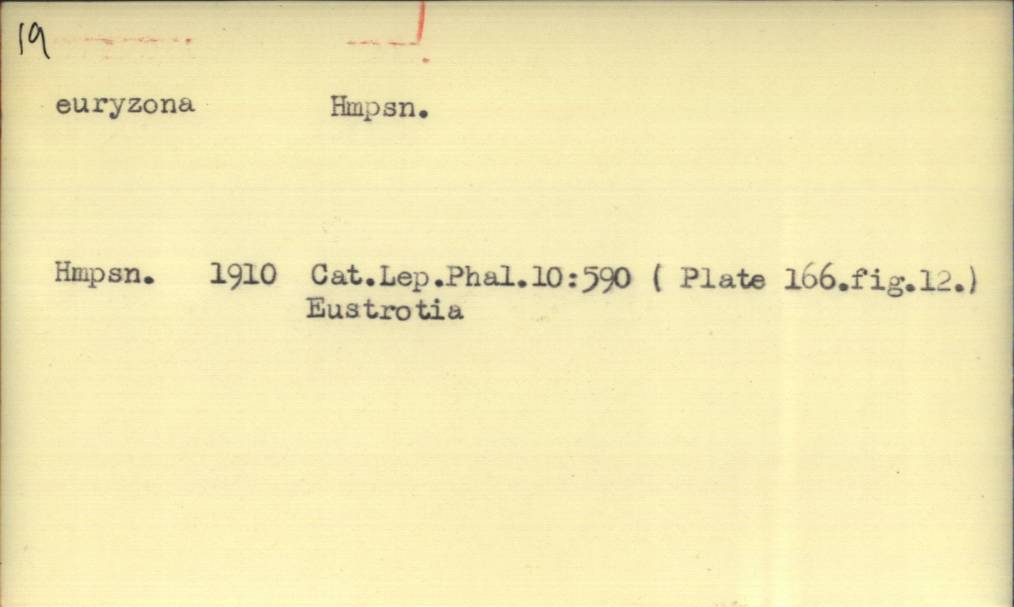 19
euryzona Hmpsn.
Hmpsn. 1910 Cat.Lep.Phal.10:590 ( Plate 166.fig.12.)
Eustrotia